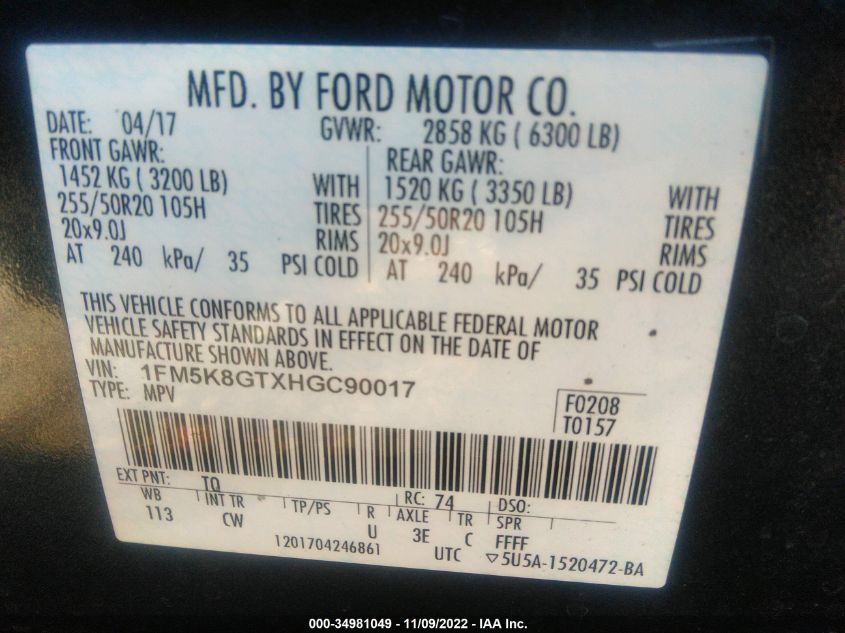 MFD. BY FORD MOTOR CO.
DATE: 04/17 GVWR: 2858 KG ( 6300 LB)
FRONT GAWR: REAR GAWR:
1452 KG ( 3200 LB) WITH 1520 KG ( 3350 LB) WITH
255/50R20 105H TIRES 255/50R20 105H TIRES
20x9.0J RIMS 20x9.0J RIMS
AT 240 kPa/ 35 PSI COLD AT 240 kPa/ 35 PSI COLD
THIS VEHICLE CONFORMS TO ALL APPLICABLE FEDERAL MOTOR
VEHICLE SAFETY STANDARDS IN EFFECT ON THE DATE OF
MANUFACTURE SHOWN ABOVE.
VIN: 1FM5K8GTXHGC90017
TYPE: MPV
F0208
T0157
EXT PNT: TQ RC: 74 DSO:
WB INT TR TP/PS R AXLE TR SPR
113 CW U 3E C FFFF
1201704246861 UTC ▽5U5A-1520472-BA
000-34981049 - 11/09/2022 - IAA Inc.